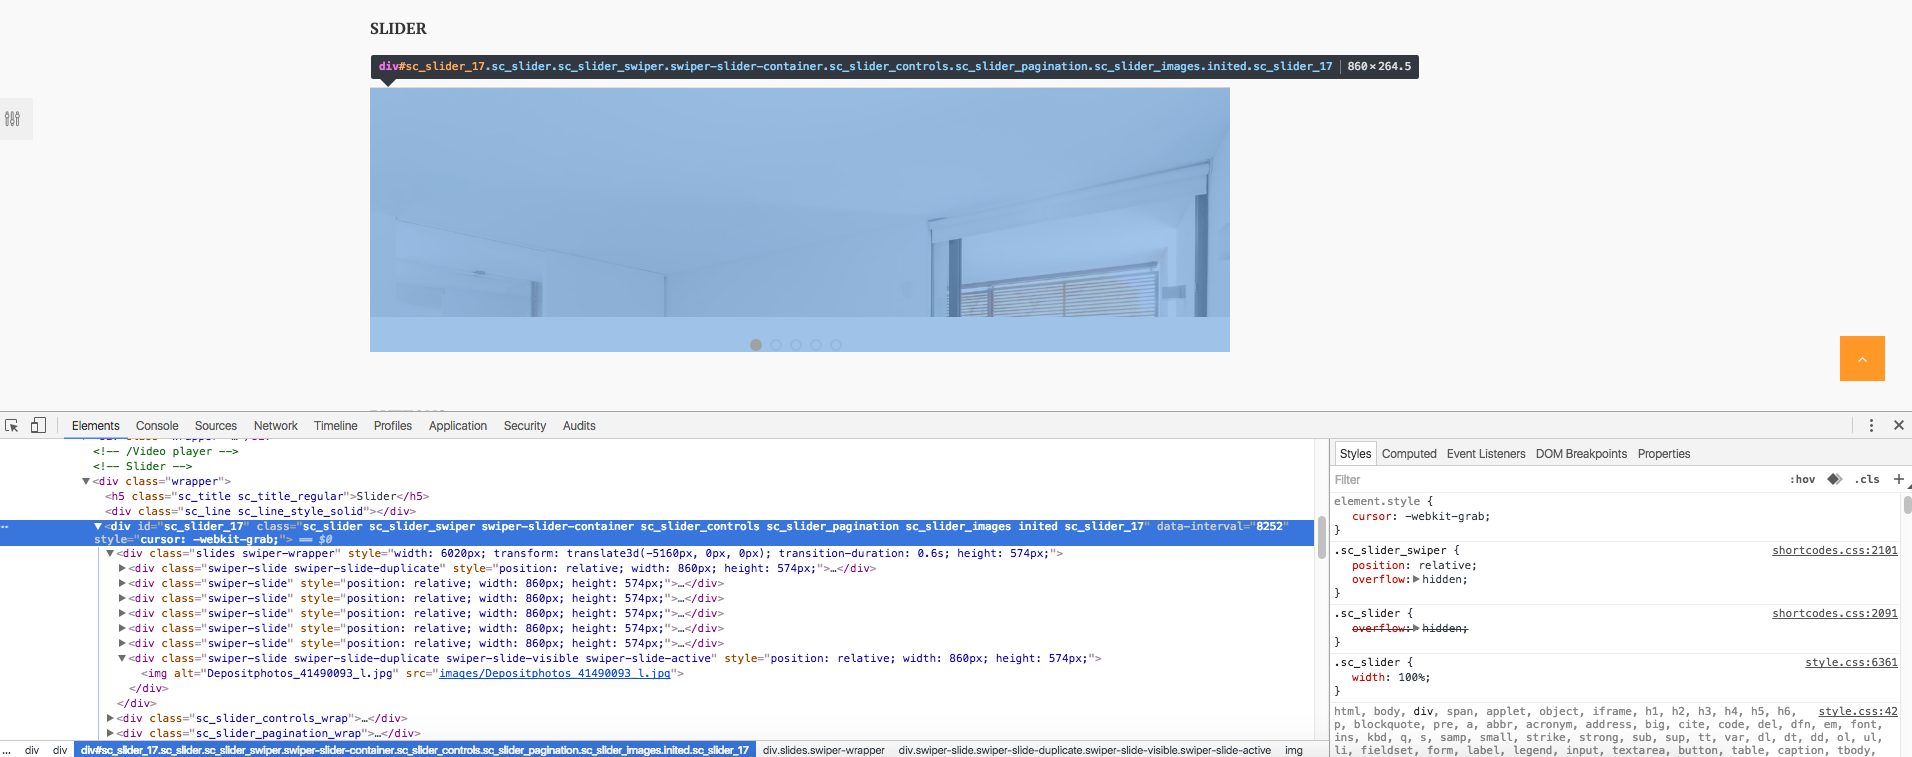 SLIDER
div#sc_slider_17.sc_slider.sc_slider_swiper.swiper-slider-container.sc_slider_controls.sc_slider_pagination.sc_slider_images.inited.sc_slider_17 860×264.5
Elements Console Sources Network Timeline Profiles Application Security Audits
<!-- /Video player -->
<!-- Slider -->
▼<div class="wrapper">
<h5 class="sc_title sc_title_regular">Slider</h5>
<div class="sc_line sc_line_style_solid"></div>
▼<div id="sc_slider_17" class="sc_slider sc_slider_swiper swiper-slider-container sc_slider_controls sc_slider_pagination sc_slider_images inited sc_slider_17" data-interval="8252"
style="cursor: -webkit-grab;"> == $0
▼<div class="slides swiper-wrapper" style="width: 6020px; transform: translate3d(-5160px, 0px, 0px); transition-duration: 0.6s; height: 574px;">
▶<div class="swiper-slide swiper-slide-duplicate" style="position: relative; width: 860px; height: 574px;">…</div>
▶<div class="swiper-slide" style="position: relative; width: 860px; height: 574px;">…</div>
▶<div class="swiper-slide" style="position: relative; width: 860px; height: 574px;">…</div>
▶<div class="swiper-slide" style="position: relative; width: 860px; height: 574px;">…</div>
▶<div class="swiper-slide" style="position: relative; width: 860px; height: 574px;">…</div>
▶<div class="swiper-slide" style="position: relative; width: 860px; height: 574px;">…</div>
▼<div class="swiper-slide swiper-slide-duplicate swiper-slide-visible swiper-slide-active" style="position: relative; width: 860px; height: 574px;">
<img alt="Depositphotos_41490093_l.jpg" src="images/Depositphotos_41490093_l.jpg">
</div>
</div>
▶<div class="sc_slider_controls_wrap">…</div>
▶<div class="sc_slider_pagination_wrap">…</div>
... div div div#sc_slider_17.sc_slider.sc_slider_swiper.swiper-slider-container.sc_slider_controls.sc_slider_pagination.sc_slider_images.inited.sc_slider_17 div.slides.swiper-wrapper div.swiper-slide.swiper-slide-duplicate.swiper-slide-visible.swiper-slide-active img
Styles Computed Event Listeners DOM Breakpoints Properties
Filter :hov .cls +
element.style {
cursor: -webkit-grab;
}
.sc_slider_swiper { shortcodes.css:2101
position: relative;
overflow:▶hidden;
}
.sc_slider { shortcodes.css:2091
overflow:▶hidden;
}
.sc_slider { style.css:6361
width: 100%;
}
html, body, div, span, applet, object, iframe, h1, h2, h3, h4, h5, h6, style.css:42
p, blockquote, pre, a, abbr, acronym, address, big, cite, code, del, dfn, em, font,
ins, kbd, q, s, samp, small, strike, strong, sub, sup, tt, var, dl, dt, dd, ol, ul,
li, fieldset, form, label, legend, input, textarea, button, table, caption, tbody,